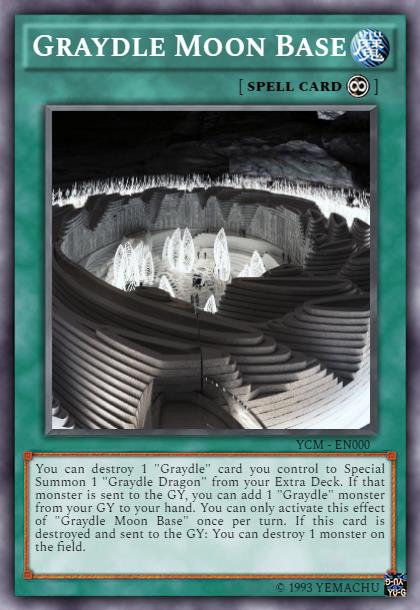 GRAYDLE MOON BASE
[ SPELL CARD ]
YCM - EN000
You can destroy 1 "Graydle" card you control to Special
Summon 1 "Graydle Dragon" from your Extra Deck. If that
monster is sent to the GY, you can add 1 "Graydle" monster
from your GY to your hand. You can only activate this effect
of "Graydle Moon Base" once per turn. If this card is
destroyed and sent to the GY: You can destroy 1 monster on
the field.
© 1993 YEMACHU